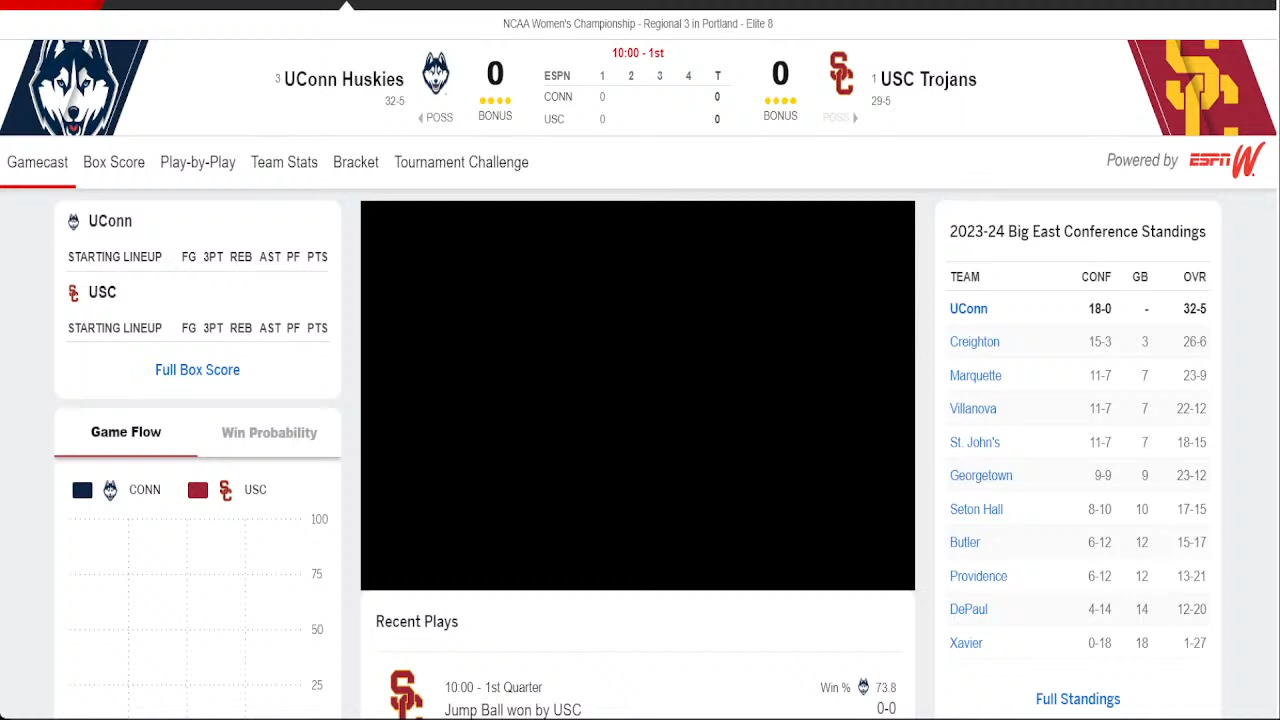 NCAA Women's Championship - Regional 3 in Portland - Elite 8
3 UConn Huskies
32-5
POSS
0
BONUS
10:00 - 1st
ESPN 1 2 3 4 T
CONN 0 0
USC 0 0
0
BONUS
1 USC Trojans
29-5
POSS
Gamecast Box Score Play-by-Play Team Stats Bracket Tournament Challenge
Powered by ESPN W
UConn
STARTING LINEUP FG 3PT REB AST PF PTS
USC
STARTING LINEUP FG 3PT REB AST PF PTS
Full Box Score
Game Flow Win Probability
CONN USC
100
75
50
25
Recent Plays
10:00 - 1st Quarter
Jump Ball won by USC
Win % 73.8
0-0
2023-24 Big East Conference Standings
TEAM CONF GB OVR
UConn 18-0 - 32-5
Creighton 15-3 3 26-6
Marquette 11-7 7 23-9
Villanova 11-7 7 22-12
St. John's 11-7 7 18-15
Georgetown 9-9 9 23-12
Seton Hall 8-10 10 17-15
Butler 6-12 12 15-17
Providence 6-12 12 13-21
DePaul 4-14 14 12-20
Xavier 0-18 18 1-27
Full Standings